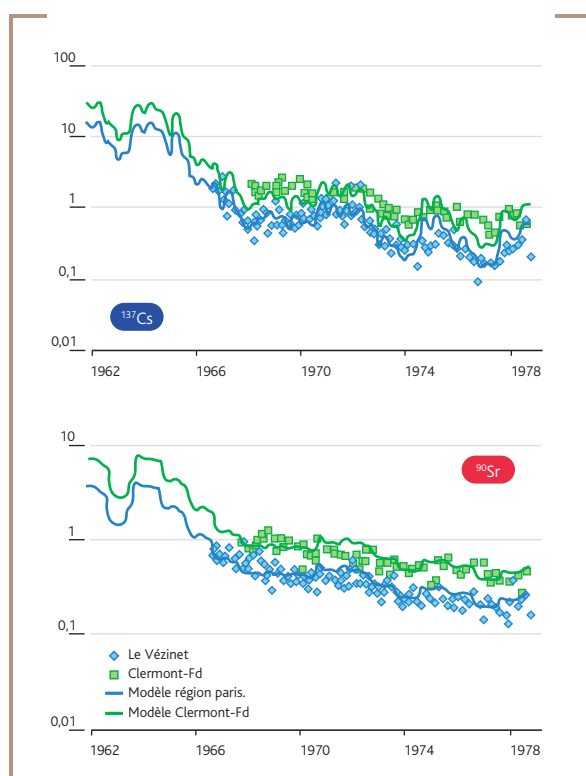 100
10
1
0,1
137Cs
0,01
1962 1966 1970 1974 1978
10
90Sr
1
0,1
Le Vézinet
Clermont-Fd
Modèle région paris.
Modèle Clermont-Fd
0,01
1962 1966 1970 1974 1978